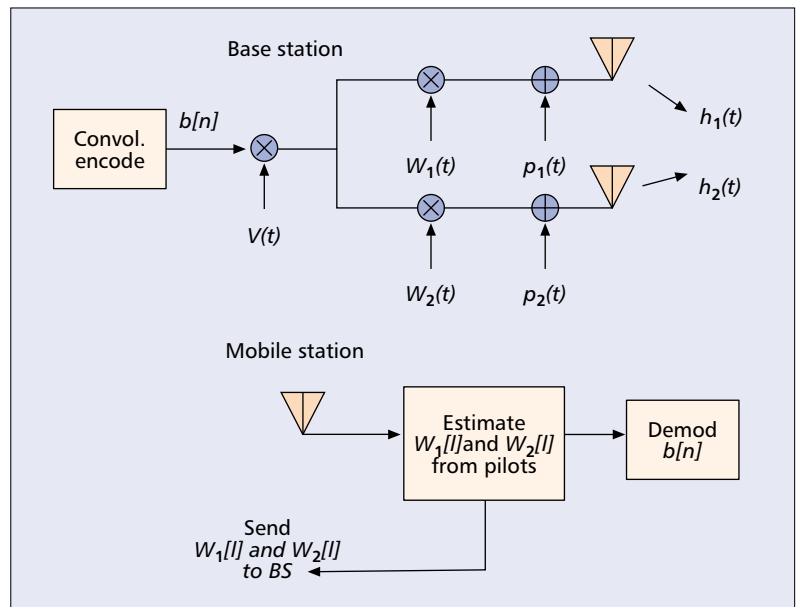 Base station
Convol.
encode
b[n]
V(t)
W1(t)
p1(t)
h1(t)
h2(t)
W2(t)
p2(t)
Mobile station
Estimate
W1[l]and W2[l]
from pilots
Demod
b[n]
Send
W1[l] and W2[l]
to BS